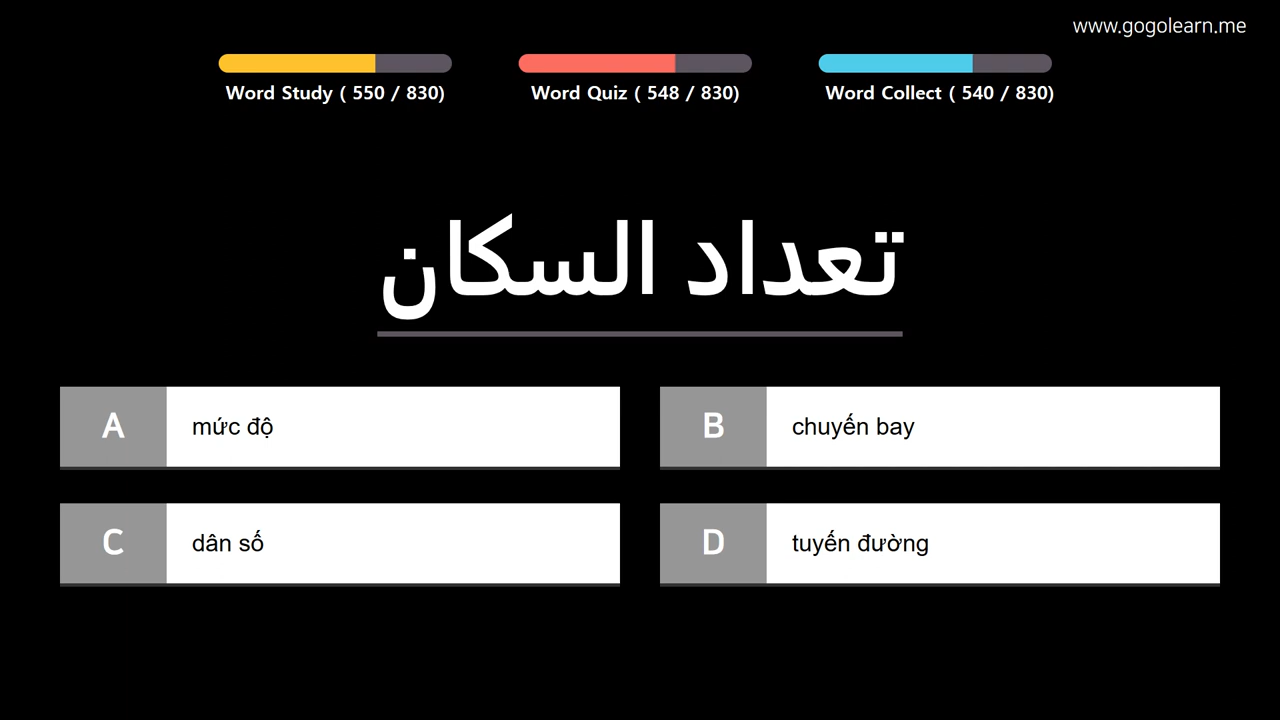 www.gogolearn.me
Word Study ( 550 / 830)
Word Quiz ( 548 / 830)
Word Collect ( 540 / 830)
تعداد السكان
A
mức độ
B
chuyến bay
C
dân số
D
tuyến đường